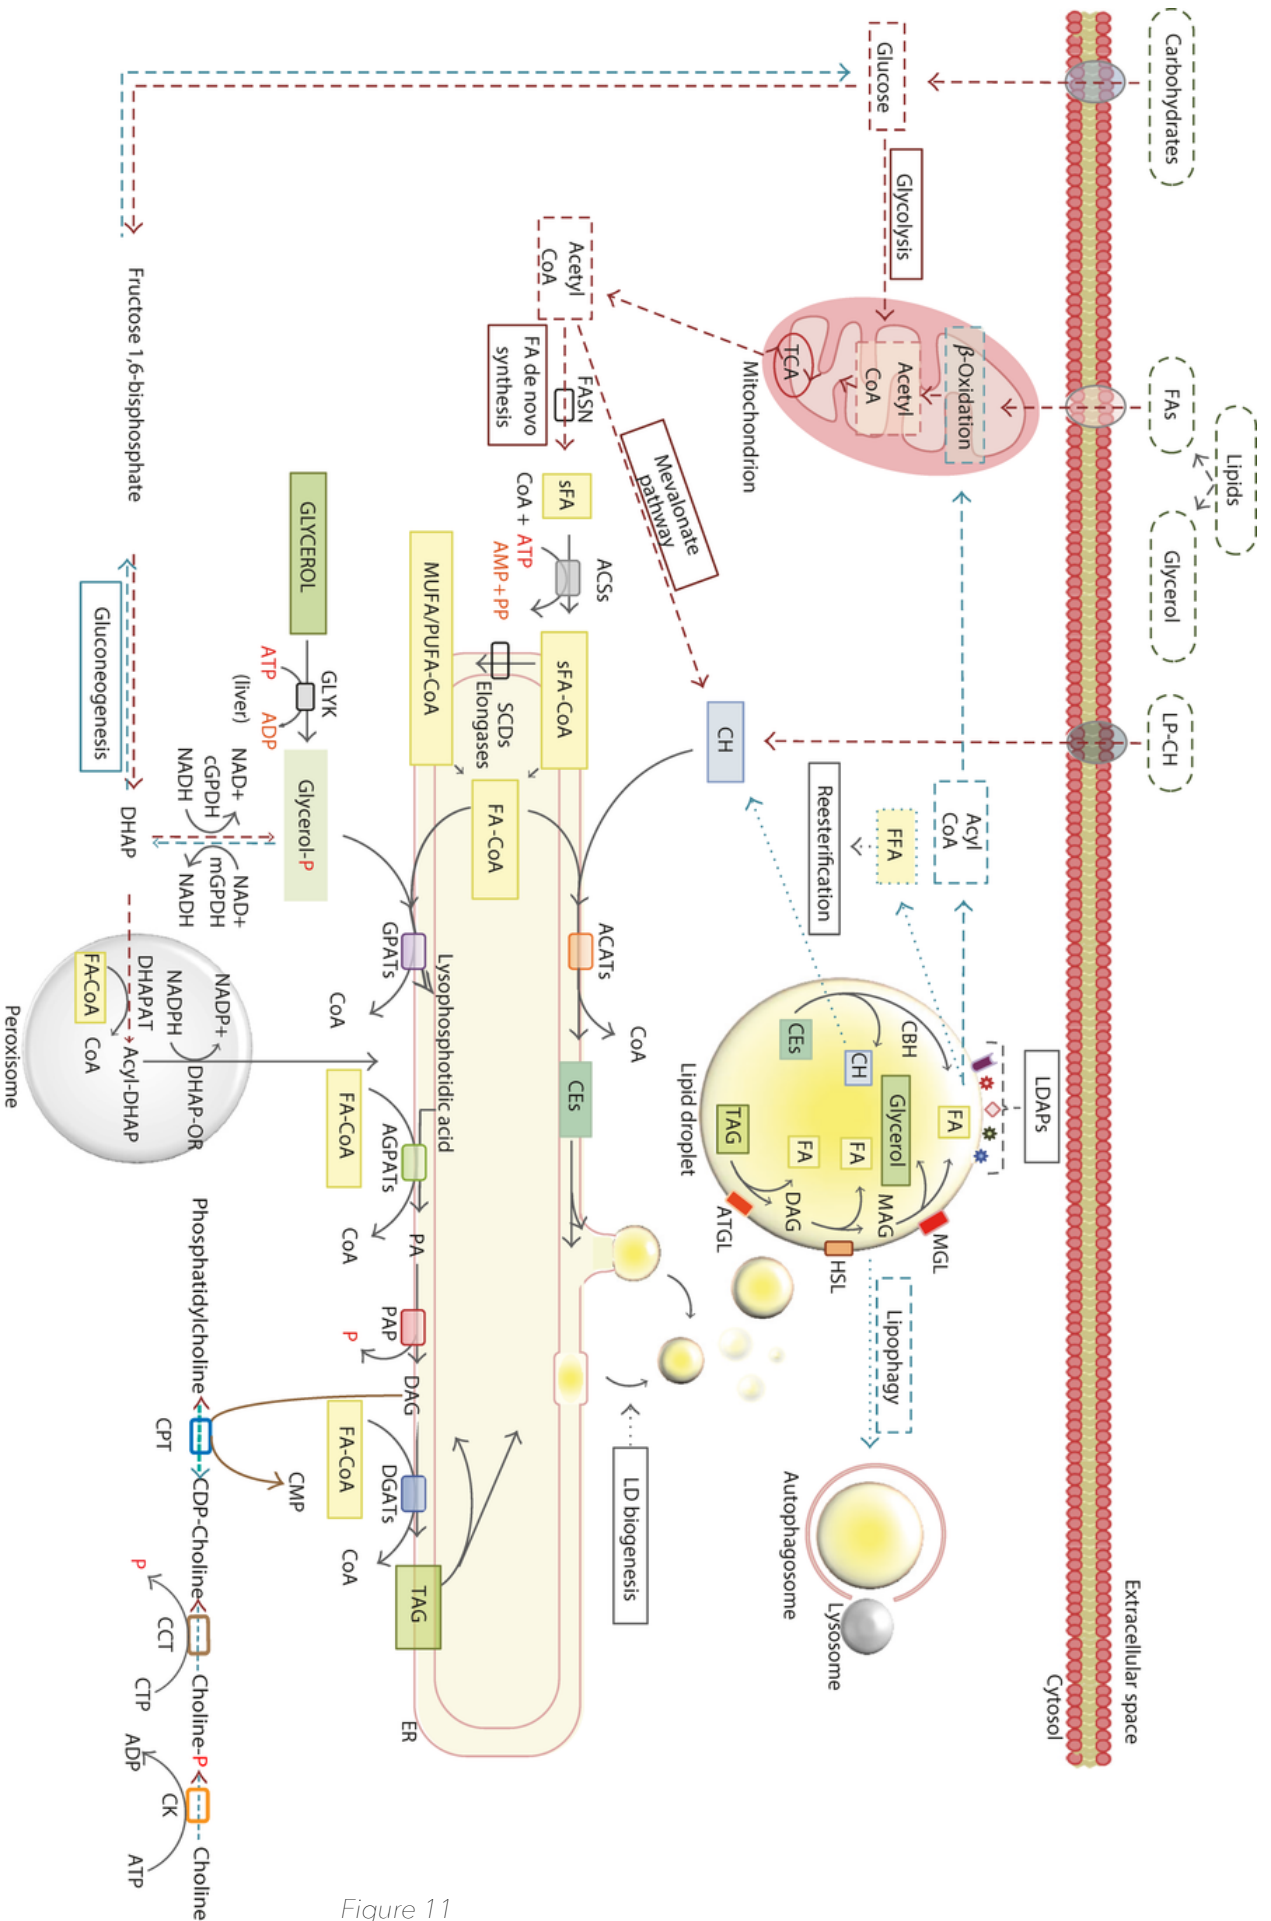 Carbohydrates
Lipids
FAs
Glycerol
LP-CH
Extracellular space
Cytosol
Glucose
Glycolysis
β-Oxidation
Acetyl
CoA
TCA
Mitochondrion
Acyl
CoA
FFA
Reesterification
LDAPs
FA
CBH
CEs
CH
Glycerol
FA
FA
TAG
MAG
DAG
MGL
HSL
ATGL
Lipid droplet
Lipophagy
Autophagosome
Lysosome
Acetyl
CoA
FASN
FA de novo
synthesis
Mevalonate
pathway
CH
sFA
ACSs
CoA + ATP
AMP+PP
sFA-CoA
SCDs
Elongases
MUFA/PUFA-CoA
FA-CoA
ACATs
CoA
CEs
LD biogenesis
GPATs
CoA
Lysophosphotidic acid
FA-CoA
AGPATs
CoA
PA
PAP
P
DAG
FA-CoA
DGATs
CoA
TAG
ER
GLYCEROL
GLYK
ATP
ADP
(liver)
Glycerol-P
NAD+
cGPDH
NADH
NAD+
mGPDH
NADH
Fructose 1,6-bisphosphate
Gluconeogenesis
DHAP
NADP+
NADPH
DHAP-OR
DHAPAT
Acyl-DHAP
FA-CoA
CoA
Peroxisome
Phosphatidylcholine
CPT
CMP
CDP-Choline
P
CCT
CTP
Choline-P
ADP
CK
ATP
Choline
Figure 11